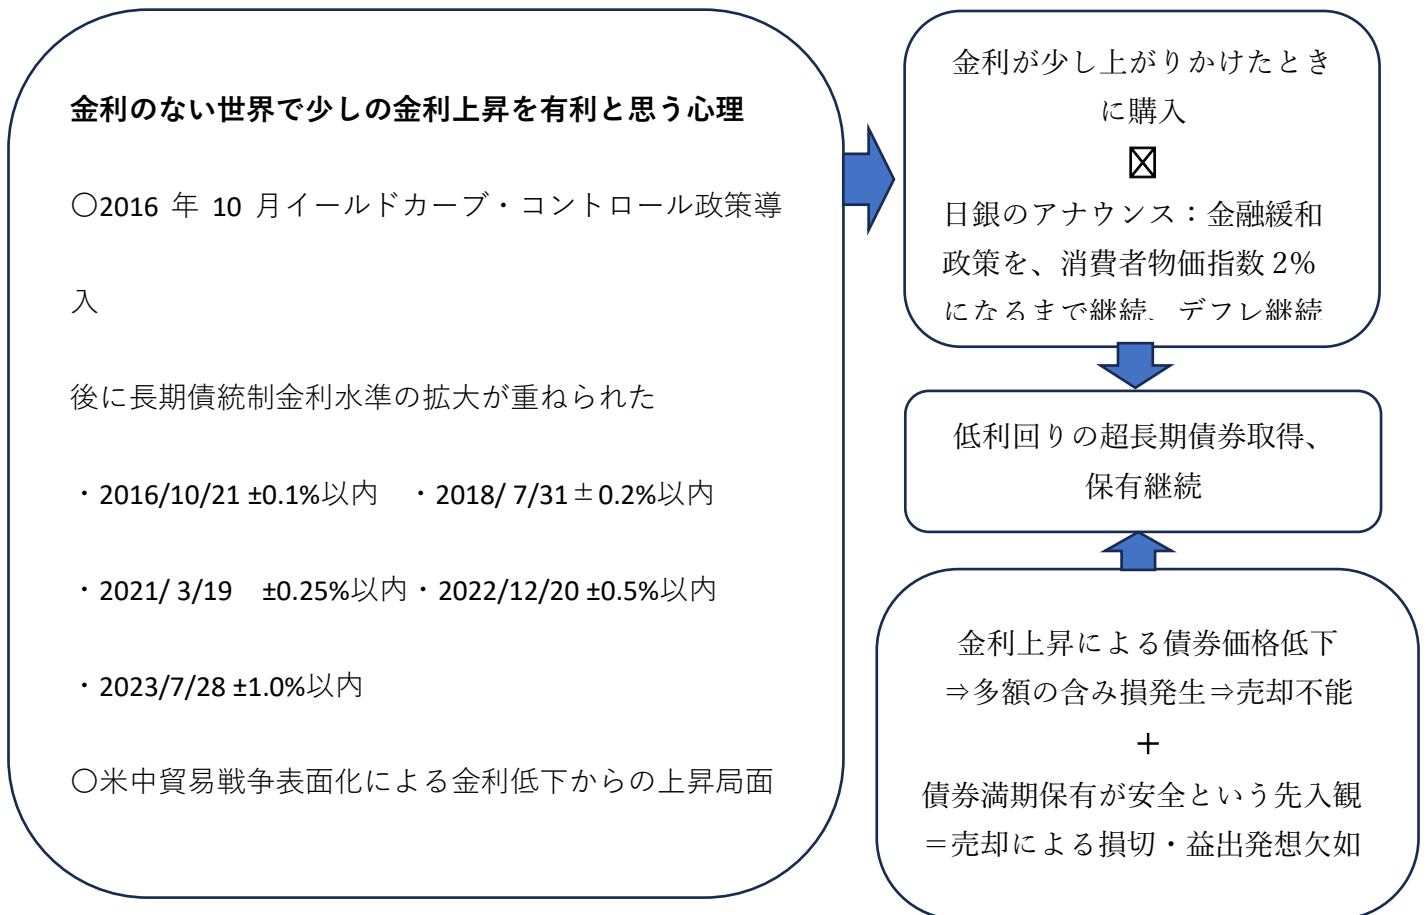 金利のない世界で少しの金利上昇を有利と思う心理
○2016 年 10 月イールドカーブ・コントロール政策導
入
後に長期債統制金利水準の拡大が重ねられた
・2016/10/21 ±0.1%以内　・2018/ 7/31±0.2%以内
・2021/ 3/19　±0.25%以内・2022/12/20 ±0.5%以内
・2023/7/28 ±1.0%以内
○米中貿易戦争表面化による金利低下からの上昇局面
金利が少し上がりかけたとき
に購入
日銀のアナウンス：金融緩和
政策を、消費者物価指数 2%
になるまで継続、デフレ継続
低利回りの超長期債券取得、
保有継続
金利上昇による債券価格低下
⇒多額の含み損発生⇒売却不能
＋
債券満期保有が安全という先入観
＝売却による損切・益出発想欠如